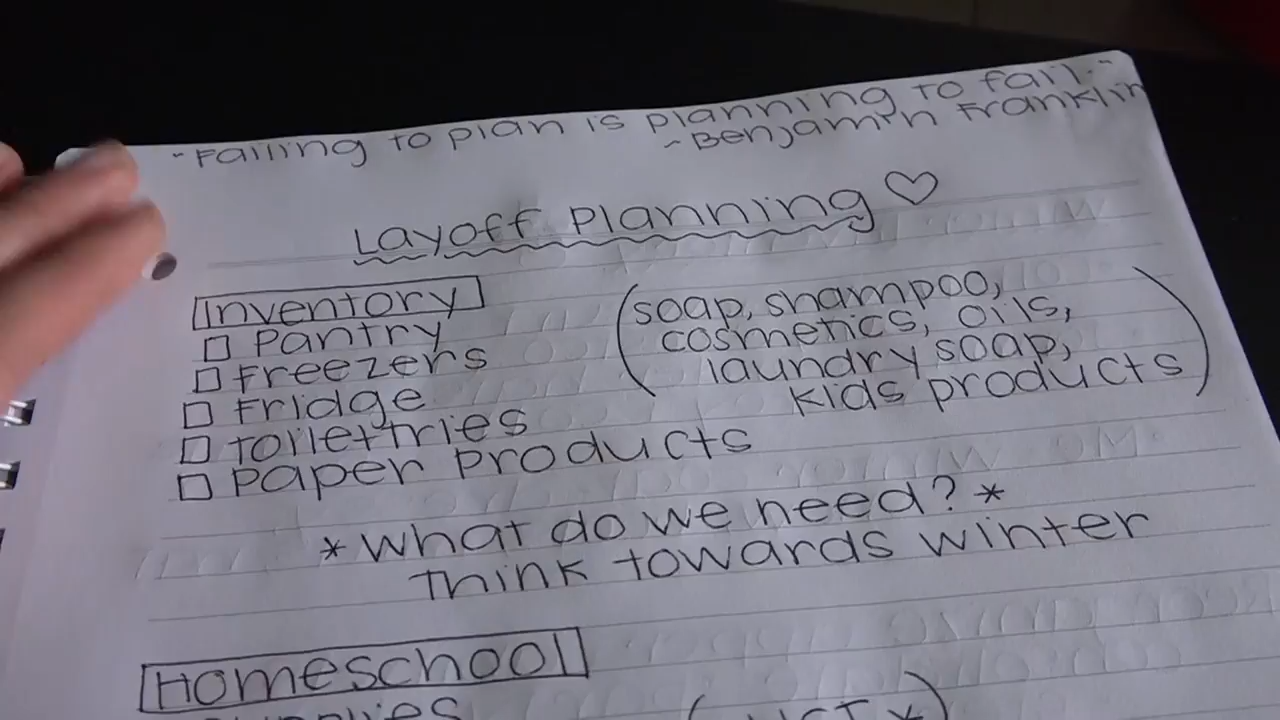 "Failing to plan is planning to fail."
~Benjamin Franklin
Layoff Planning ♡
Inventory
☐ Pantry
☐ Freezers
☐ Fridge
☐ Toilettries
☐ Paper Products
(soap, shampoo,
cosmetics, oils,
laundry soap,
kids products)
*What do we need?*
Think towards winter
Homeschool